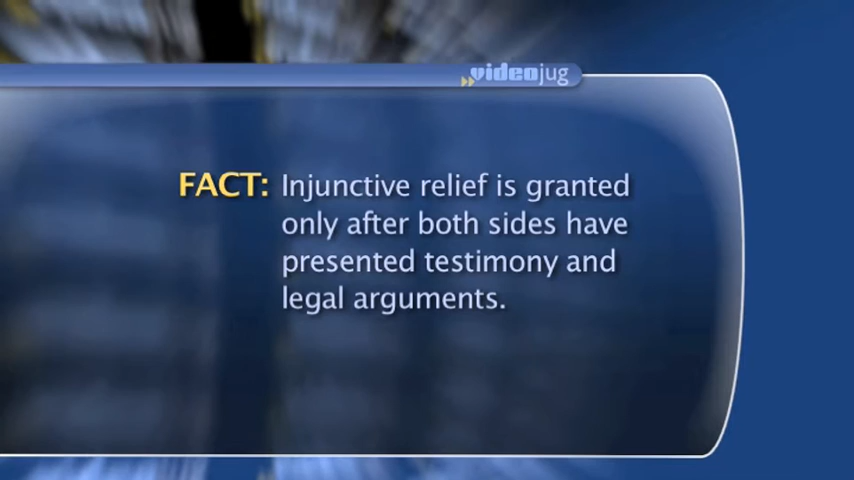 videojug
FACT: Injunctive relief is granted
only after both sides have
presented testimony and
legal arguments.